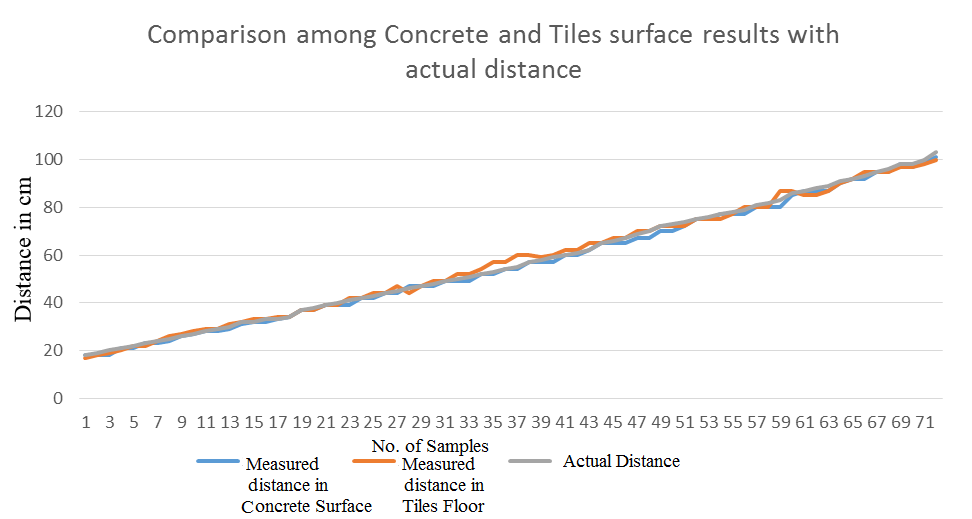 Comparison among Concrete and Tiles surface results with
actual distance
120
100
80
60
40
20
0
Distance in cm
1 3 5 7 9 11 13 15 17 19 21 23 25 27 29 31 33 35 37 39 41 43 45 47 49 51 53 55 57 59 61 63 65 67 69 71
No. of Samples
Measured
distance in
Concrete Surface
Measured
distance in
Tiles Floor
Actual Distance